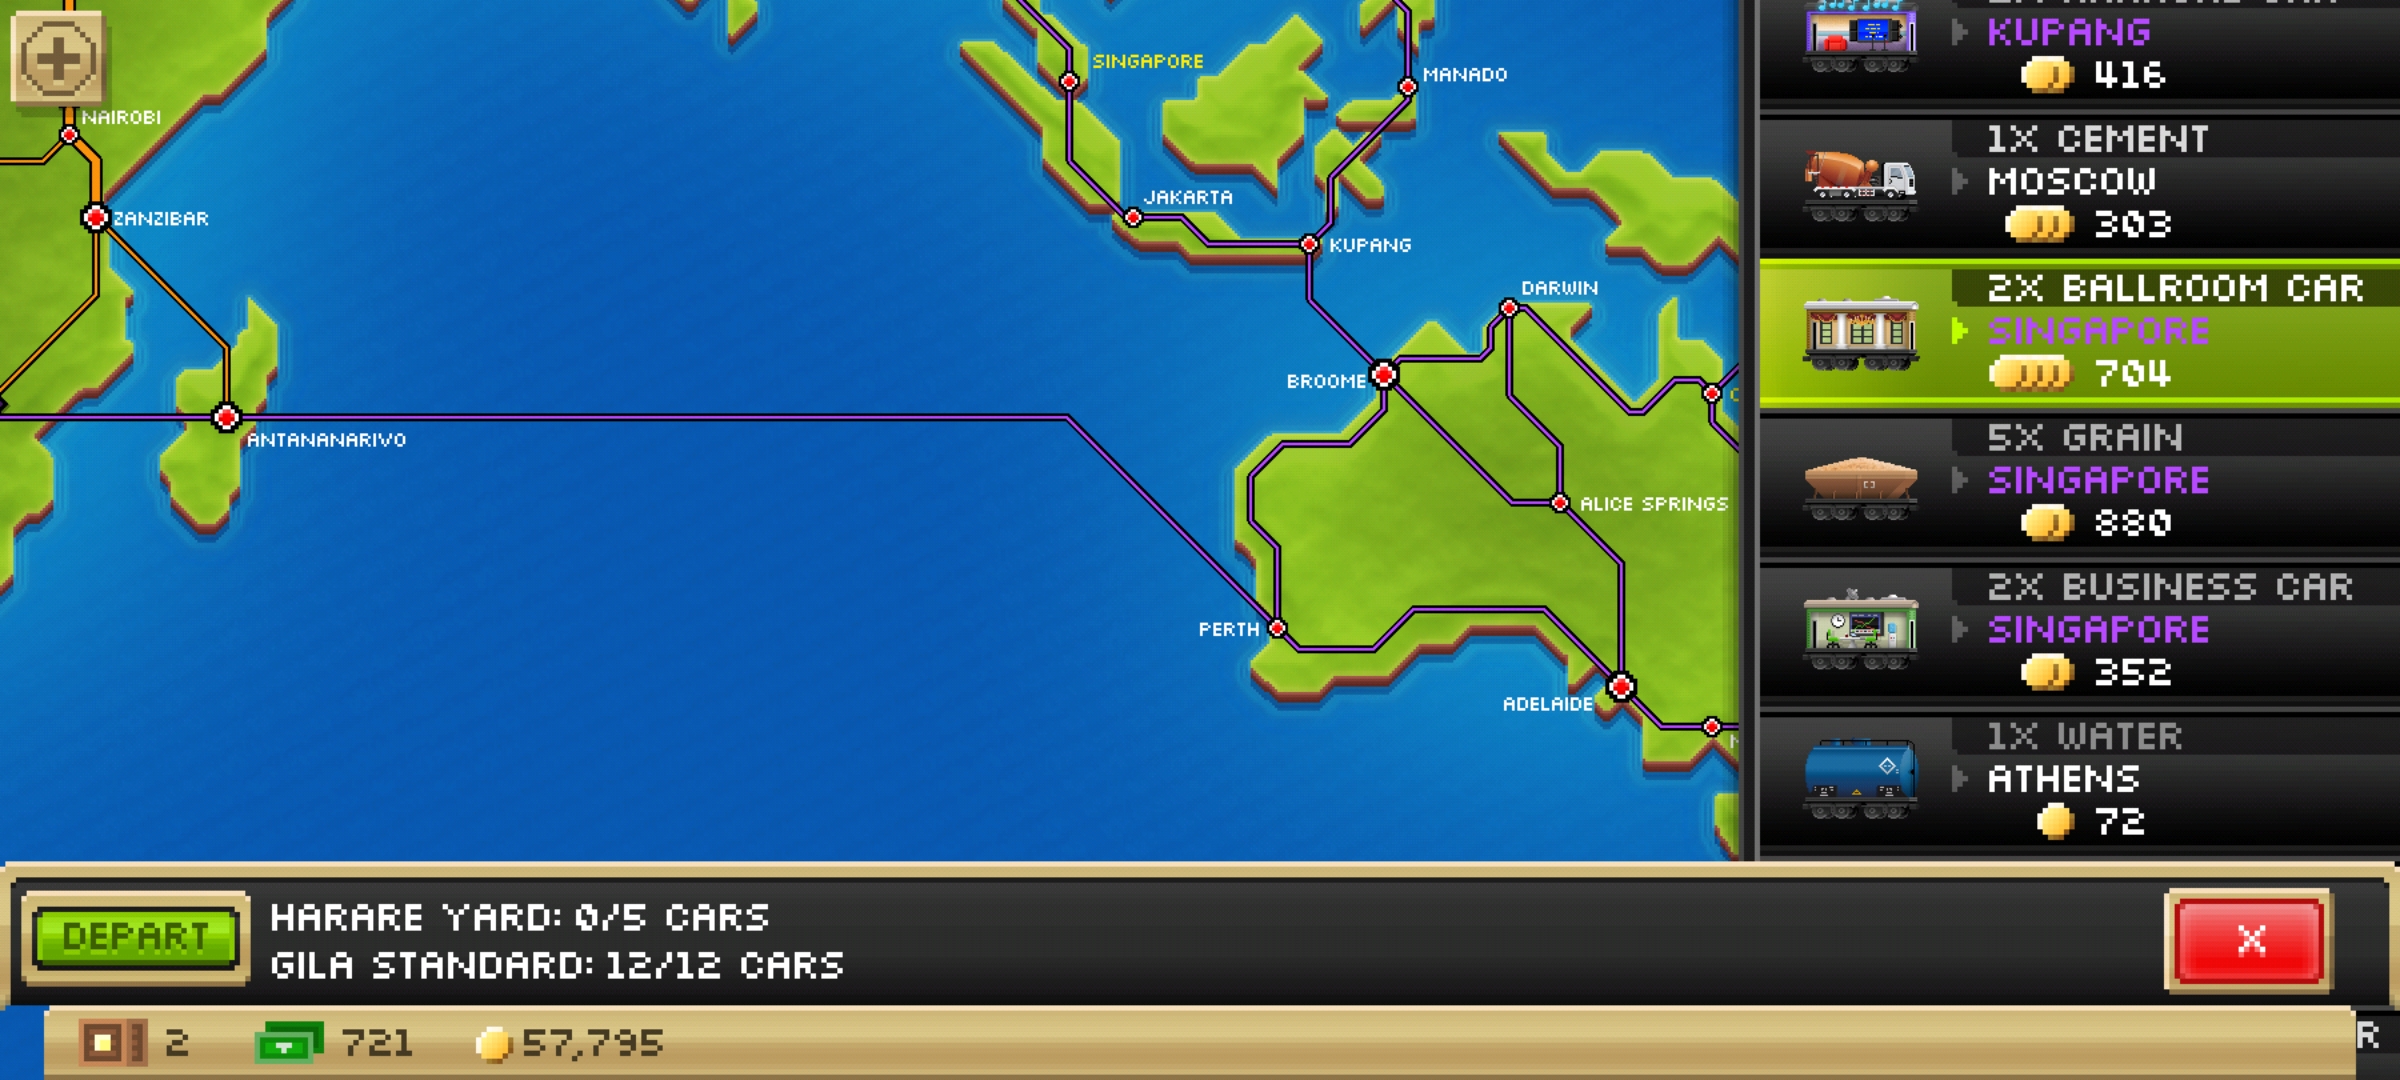 SINGAPORE
MANADO
NAIROBI
JAKARTA
ZANZIBAR
KUPANG
DARWIN
BROOME
ANTANANARIVO
ALICE SPRINGS
PERTH
ADELAIDE
KUPANG
416
1X CEMENT
MOSCOW
303
2X BALLROOM CAR
SINGAPORE
704
5X GRAIN
SINGAPORE
880
2X BUSINESS CAR
SINGAPORE
352
1X WATER
ATHENS
72
DEPART
HARARE YARD: 0/5 CARS
GILA STANDARD: 12/12 CARS
X
2
721
57,795
R